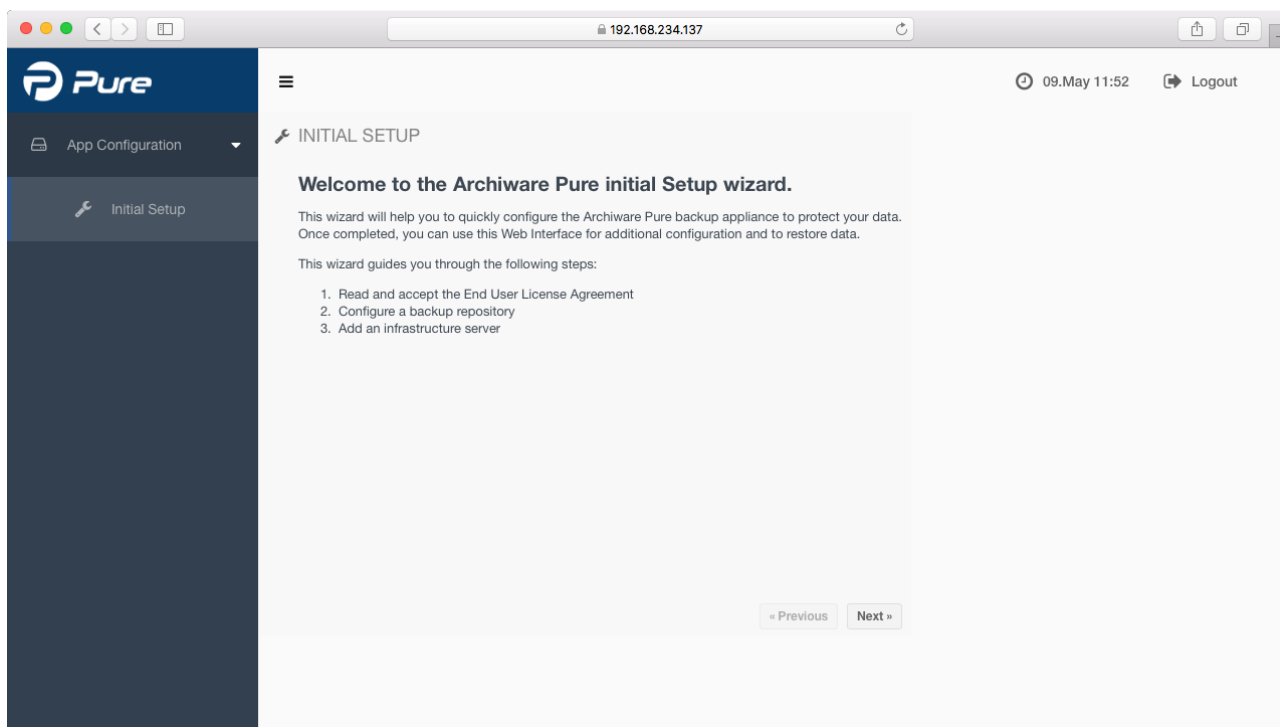 192.168.234.137
Pure
09.May 11:52
Logout
App Configuration
Initial Setup
INITIAL SETUP
Welcome to the Archiware Pure initial Setup wizard.
This wizard will help you to quickly configure the Archiware Pure backup appliance to protect your data.
Once completed, you can use this Web Interface for additional configuration and to restore data.
This wizard guides you through the following steps:
1. Read and accept the End User License Agreement
2. Configure a backup repository
3. Add an infrastructure server
« Previous
Next »